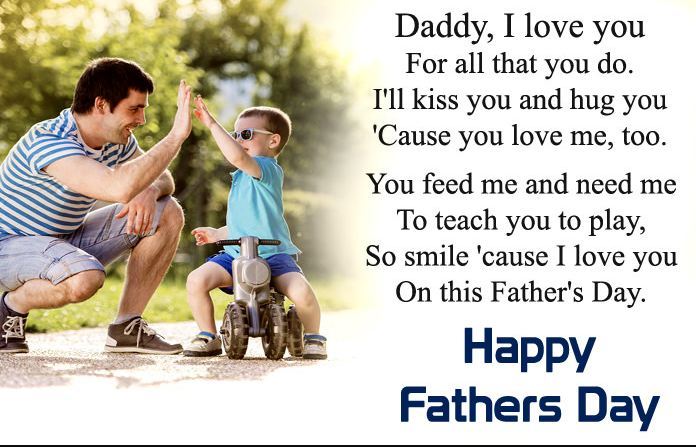 Daddy, I love you
For all that you do.
I'll kiss you and hug you
'Cause you love me, too.
You feed me and need me
To teach you to play,
So smile 'cause I love you
On this Father's Day.
Happy
Fathers Day